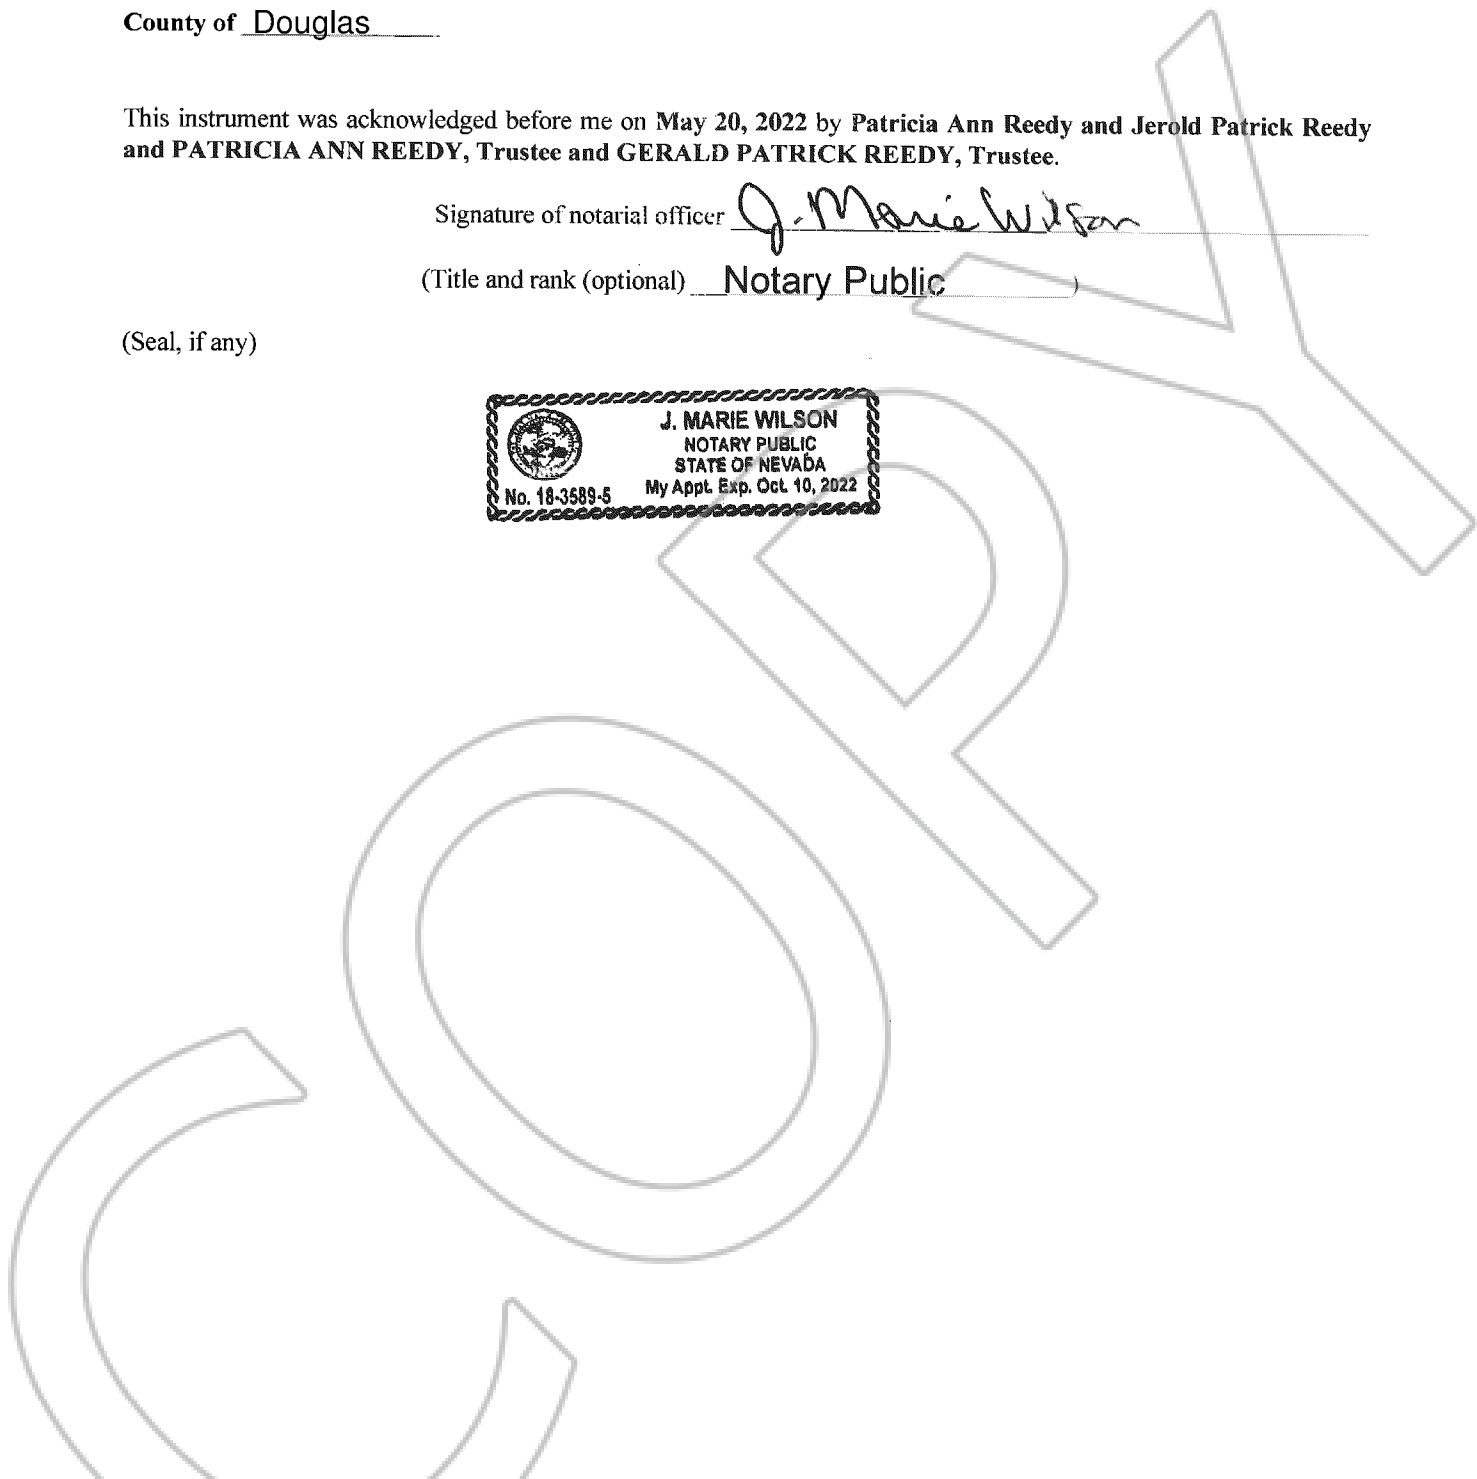 County of Douglas
This instrument was acknowledged before me on May 20, 2022 by Patricia Ann Reedy and Jerold Patrick Reedy
and PATRICIA ANN REEDY, Trustee and GERALD PATRICK REEDY, Trustee.
Signature of notarial officer J. Marie Wilson
(Title and rank (optional) Notary Public )
(Seal, if any)
J. MARIE WILSON
NOTARY PUBLIC
STATE OF NEVADA
No. 18-3589-5 My Appt. Exp. Oct. 10, 2022
COPY